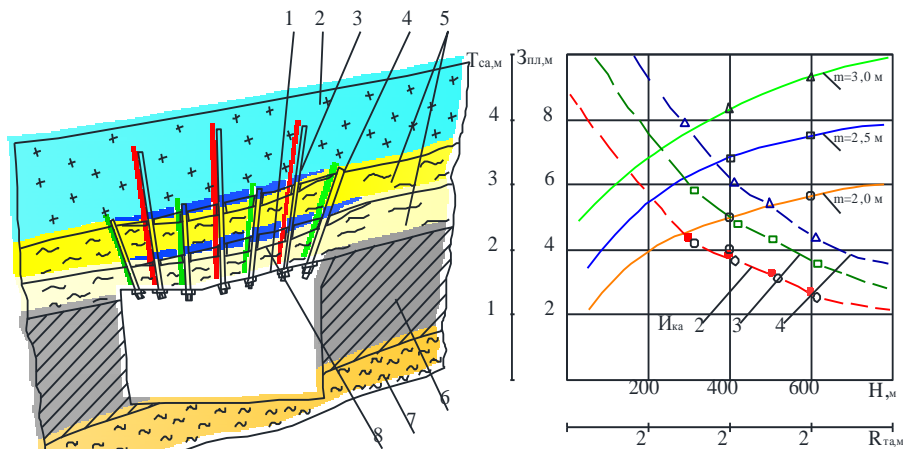 1 2 3 4 5
Tса,м Зпл,м
4 8
3 6
2 4
1 2
m=3,0 м
m=2,5 м
m=2,0 м
Ика 2 3 4
200 400 600 Н,м
2 2 2 Rта,м
6
7
8